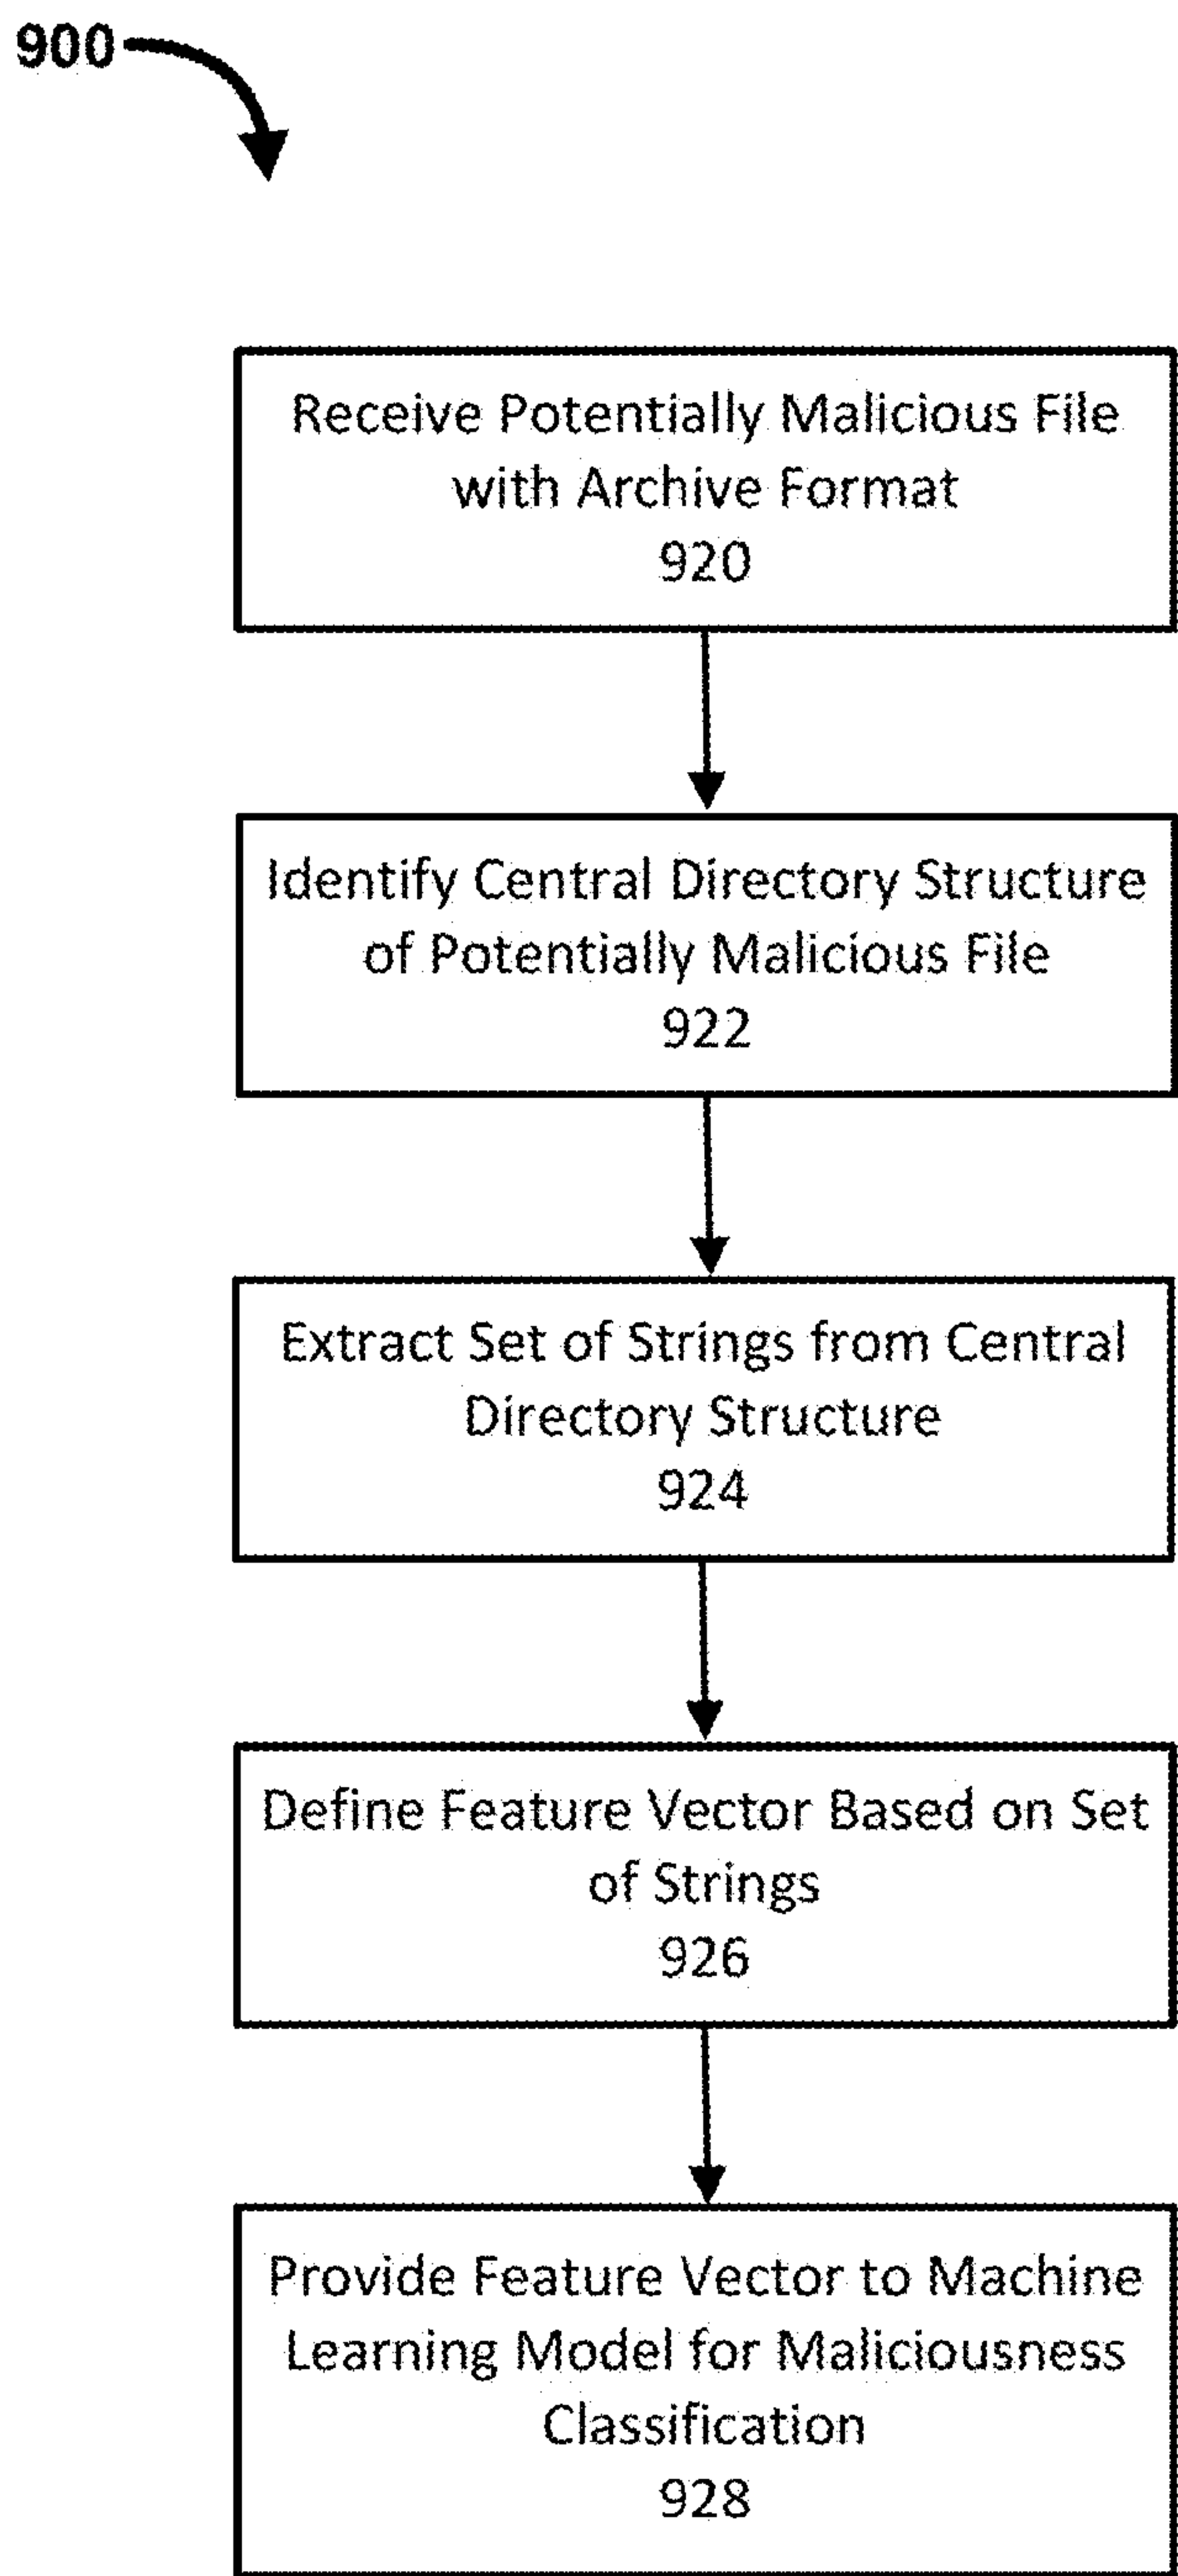 900
Receive Potentially Malicious File
with Archive Format
920
Identify Central Directory Structure
of Potentially Malicious File
922
Extract Set of Strings from Central
Directory Structure
924
Define Feature Vector Based on Set
of Strings
926
Provide Feature Vector to Machine
Learning Model for Maliciousness
Classification
928